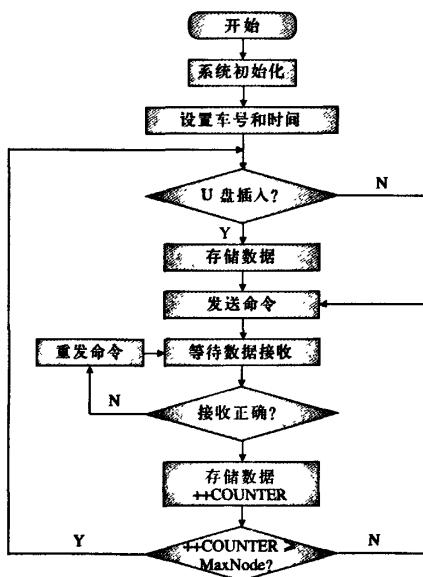 开始
系统初始化
设置车号和时间
U 盘插入?
N
Y
存储数据
发送命令
重发命令
等待数据接收
N
接收正确?
存储数据
++COUNTER
Y
++COUNTER >
MaxNode?
N